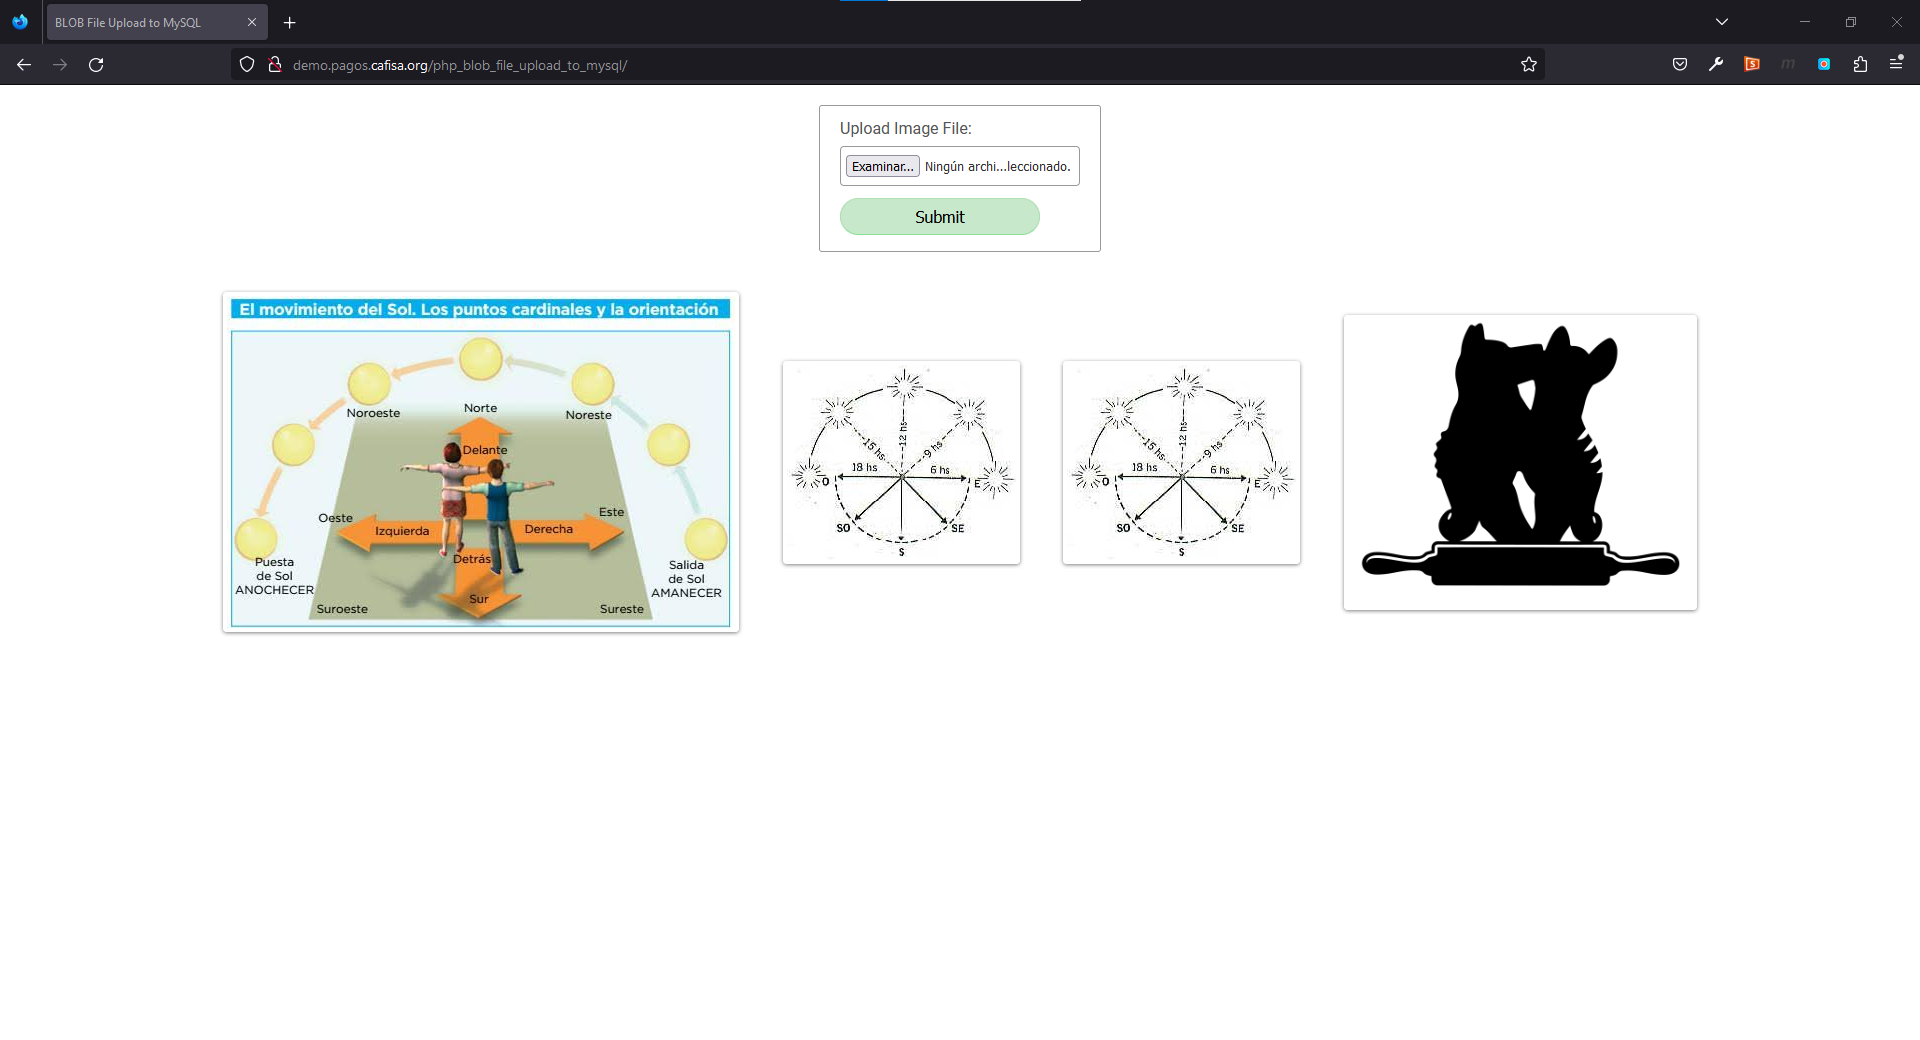 BLOB File Upload to MySQL
demo.pagos.cafisa.org/php_blob_file_upload_to_mysql/
Upload Image File:
Examinar... Ningún archi...leccionado.
Submit
El movimiento del Sol. Los puntos cardinales y la orientación
Noroeste
Norte
Noreste
Delante
Oeste
Este
Izquierda
Derecha
Detrás
Puesta
de Sol
ANOCHECER
Salida
de Sol
AMANECER
Suroeste
Sur
Sureste
15 hs
12 hs
9 hs
18 hs
6 hs
O
E
SO
SE
S
15 hs
12 hs
9 hs
18 hs
6 hs
O
E
SO
SE
S